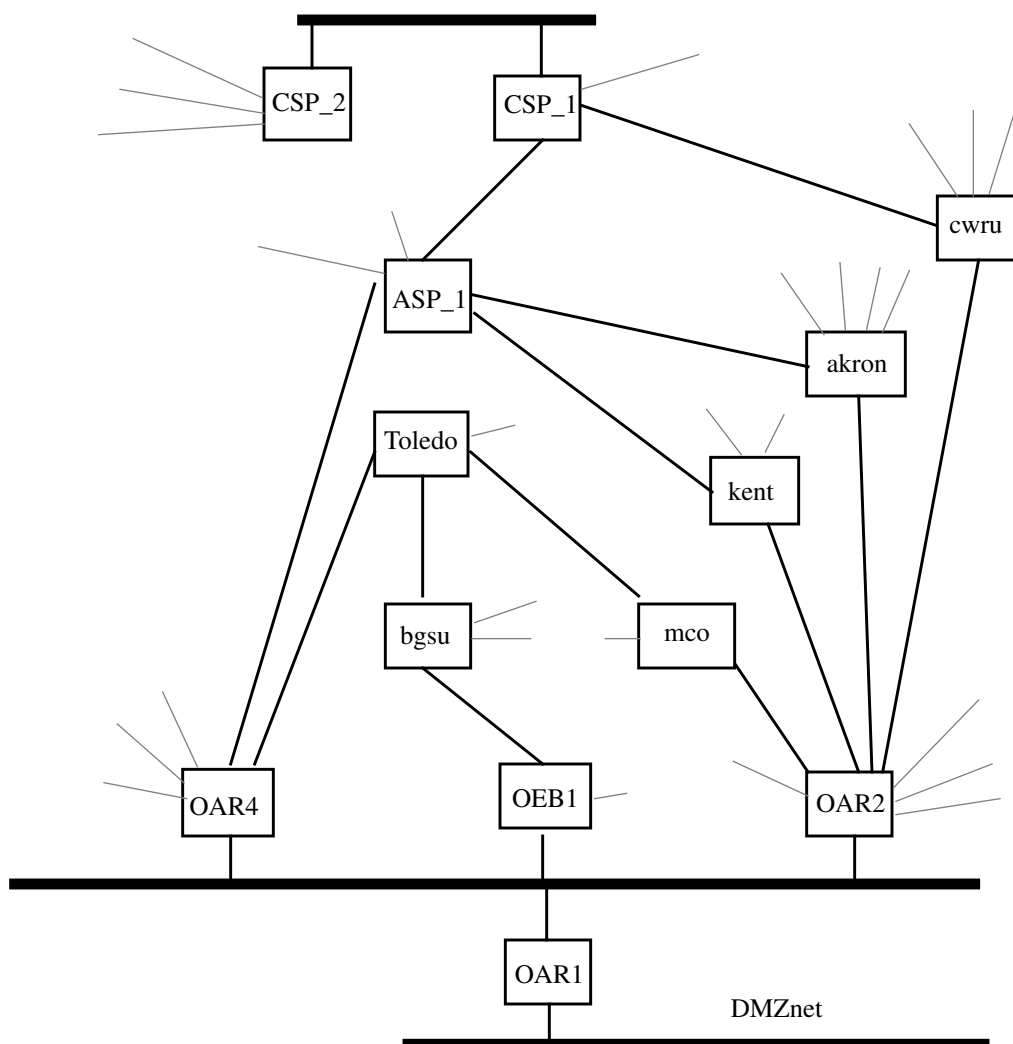 CSP_2
CSP_1
cwru
ASP_1
akron
Toledo
kent
bgsu
mco
OAR4
OEB1
OAR2
OAR1
DMZnet